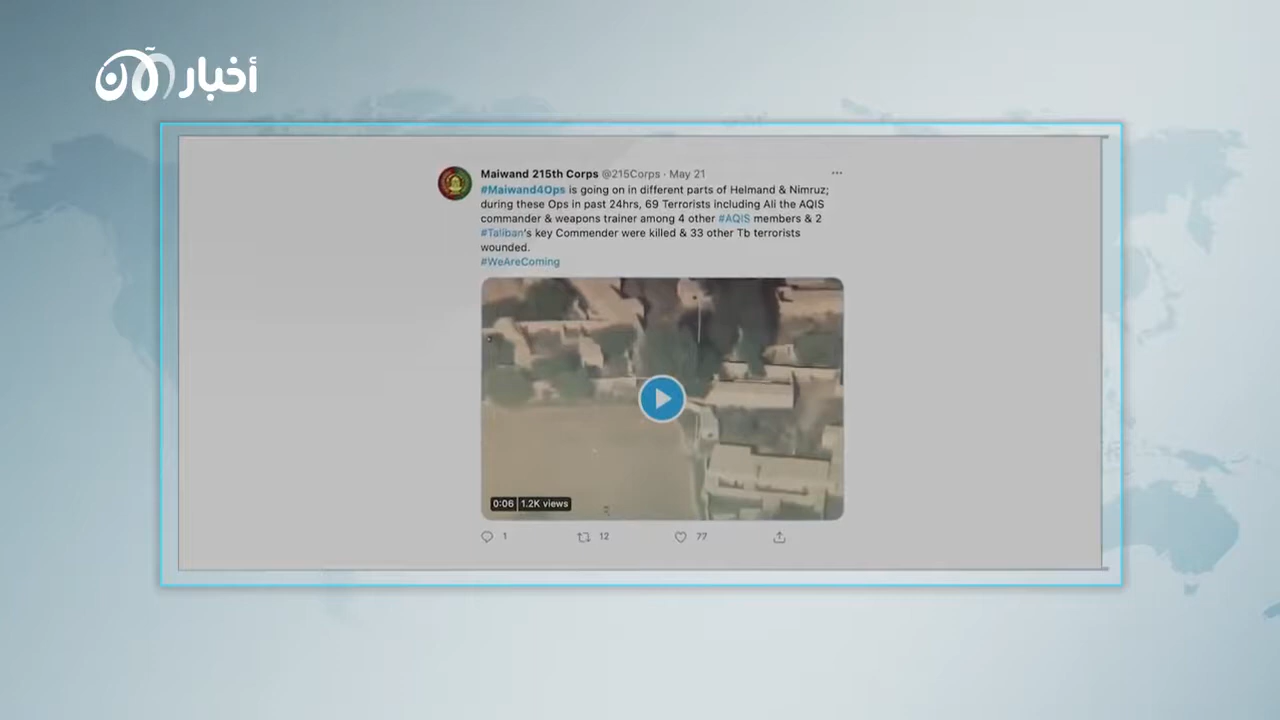 أخبار الآن
Maiwand 215th Corps @215Corps · May 21
#Maiwand4Ops is going on in different parts of Helmand & Nimruz;
during these Ops in past 24hrs, 69 Terrorists including Ali the AQIS
commander & weapons trainer among 4 other #AQIS members & 2
#Taliban's key Commender were killed & 33 other Tb terrorists
wounded.
#WeAreComing
0:06 1.2K views
1 12 77